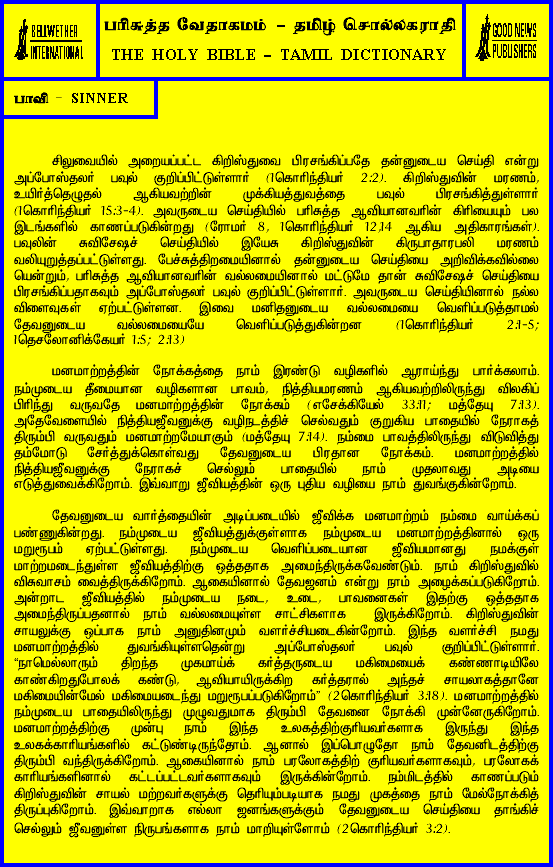 BELLWETHER
INTERNATIONAL
பரிசுத்த வேதாகமம் - தமிழ் சொல்லகராதி
THE HOLY BIBLE - TAMIL DICTIONARY
GOOD NEWS
PUBLISHERS
பாவி - SINNER
சிலுவையில் அறையப்பட்ட கிறிஸ்துவை பிரசங்கிப்பதே தன்னுடைய செய்தி என்று
அப்போஸ்தலர் பவுல் குறிப்பிட்டுள்ளார் (1கொரிந்தியர் 2:2). கிறிஸ்துவின் மரணம்,
உயிர்த்தெழுதல் ஆகியவற்றின் முக்கியத்துவத்தை பவுல் பிரசங்கித்துள்ளார்
(1கொரிந்தியர் 15:3-4). அவருடைய செய்தியில் பரிசுத்த ஆவியானவரின் கிரியையும் பல
இடங்களில் காணப்படுகின்றது (ரோமர் 8, 1கொரிந்தியர் 12,14 ஆகிய அதிகாரங்கள்).
பவுலின் சுவிசேஷச் செய்தியில் இயேசு கிறிஸ்துவின் கிருபாதாரபலி மரணம்
வலியுறுத்தப்பட்டுள்ளது. பேச்சுத்திறமையினால் தன்னுடைய செய்தியை அறிவிக்கவில்லை
யென்றும், பரிசுத்த ஆவியானவரின் வல்லமையினால் மட்டுமே தான் சுவிசேஷச் செய்தியை
பிரசங்கிப்பதாகவும் அப்போஸ்தலர் பவுல் குறிப்பிட்டுள்ளார். அவருடைய செய்தியினால் நல்ல
விளைவுகள் ஏற்பட்டுள்ளன. இவை மனிதனுடைய வல்லமையை வெளிப்படுத்தாமல்
தேவனுடைய வல்லமையையே வெளிப்படுத்துகின்றன (1கொரிந்தியர் 2:1-5;
1தெசலோனிக்கேயர் 1:5; 2:13)
மனமாற்றத்தின் நோக்கத்தை நாம் இரண்டு வழிகளில் ஆராய்ந்து பார்க்கலாம்.
நம்முடைய தீமையான வழிகளான பாவம், நித்தியமரணம் ஆகியவற்றிலிருந்து விலகிப்
பிரிந்து வருவதே மனமாற்றத்தின் நோக்கம் (எசேக்கியேல் 33:11; மத்தேயு 7:13).
அதேவேளையில் நித்தியஜீவனுக்கு வழிநடத்திச் செல்வதும் குறுகிய பாதையில் நேராகத்
திரும்பி வருவதும் மனமாற்றமேயாகும் (மத்தேயு 7:14). நம்மை பாவத்திலிருந்து விடுவித்து
தம்மோடு சேர்த்துக்கொள்வது தேவனுடைய பிரதான நோக்கம். மனமாற்றத்தில்
நித்தியஜீவனுக்கு நேராகச் செல்லும் பாதையில் நாம் முதலாவது அடியை
எடுத்துவைக்கிறோம். இவ்வாறு ஜீவியத்தின் ஒரு புதிய வழியை நாம் துவங்குகின்றோம்.
தேவனுடைய வார்த்தையின் அடிப்படையில் ஜீவிக்க மனமாற்றம் நம்மை வாய்க்கப்
பண்ணுகின்றது. நம்முடைய ஜீவியத்துக்குள்ளாக நம்முடைய மனமாற்றத்தினால் ஒரு
மறுரூபம் ஏற்பட்டுள்ளது. நம்முடைய வெளிப்படையான ஜீவியமானது நமக்குள்
மாற்றமடைந்துள்ள ஜீவியத்திற்கு ஒத்ததாக அமைந்திருக்கவேண்டும். நாம் கிறிஸ்துவில்
விசுவாசம் வைத்திருக்கிறோம். ஆகையினால் தேவஜனம் என்று நாம் அழைக்கப்படுகிறோம்.
அன்றாட ஜீவியத்தில் நம்முடைய நடை, உடை, பாவனைகள் இதற்கு ஒத்ததாக
அமைந்திருப்பதனால் நாம் வல்லமையுள்ள சாட்சிகளாக இருக்கிறோம். கிறிஸ்துவின்
சாயலுக்கு ஒப்பாக நாம் அனுதினமும் வளர்ச்சியடைகின்றோம். இந்த வளர்ச்சி நமது
மனமாற்றத்தில் துவங்கியுள்ளதென்று அப்போஸ்தலர் பவுல் குறிப்பிட்டுள்ளார்.
"நாமெல்லாரும் திறந்த முகமாய்க் கர்த்தருடைய மகிமையைக் கண்ணாடியிலே
காண்கிறதுபோலக் கண்டு, ஆவியாயிருக்கிற கர்த்தரால் அந்தச் சாயலாகத்தானே
மகிமையின்மேல் மகிமையடைந்து மறுரூபப்படுகிறோம்" (2கொரிந்தியர் 3:18). மனமாற்றத்தில்
நம்முடைய பாதையிலிருந்து முழுவதுமாக திரும்பி தேவனை நோக்கி முன்னேருகிறோம்.
மனமாற்றத்திற்கு முன்பு நாம் இந்த உலகத்திற்குரியவர்களாக இருந்து இந்த
உலகக்காரியங்களில் கட்டுண்டிருந்தோம். ஆனால் இப்பொழுதோ நாம் தேவனிடத்திற்கு
திரும்பி வந்திருக்கிறோம். ஆகையினால் நாம் பரலோகத்திற் குரியவர்களாகவும், பரலோகக்
காரியங்களினால் கட்டப்பட்டவர்களாகவும் இருக்கின்றோம். நம்மிடத்தில் காணப்படும்
கிறிஸ்துவின் சாயல் மற்றவர்களுக்கு தெரியும்படியாக நமது முகத்தை நாம் மேல்நோக்கித்
திருப்புகிறோம். இவ்வாறாக எல்லா ஜனங்களுக்கும் தேவனுடைய செய்தியை தாங்கிச்
செல்லும் ஜீவனுள்ள நிருபங்களாக நாம் மாறியுள்ளோம் (2கொரிந்தியர் 3:2).